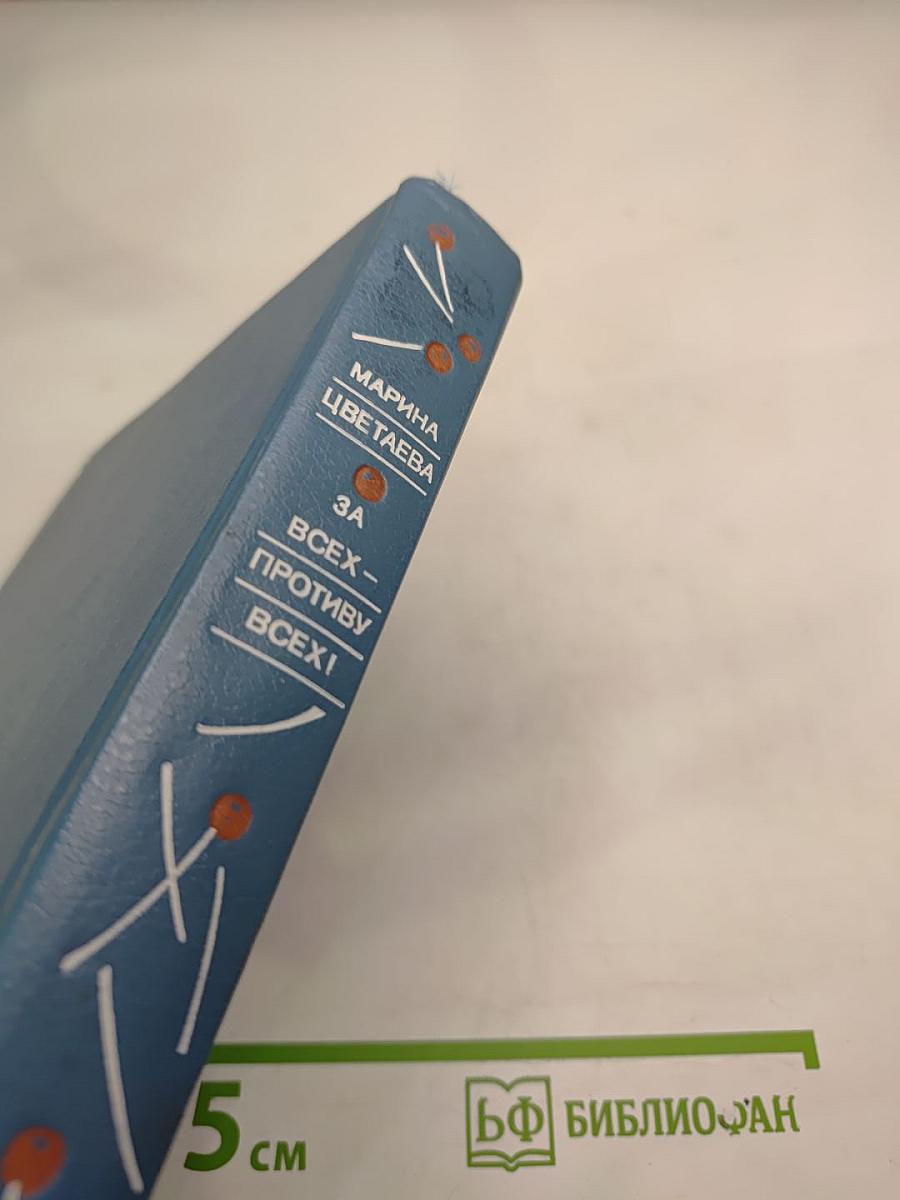 МАРИНА
ЦВЕТАЕВА
ЗА
ВСЕХ –
ПРОТИВУ
ВСЕХ!
5 см
БФ БИБЛИОФАН